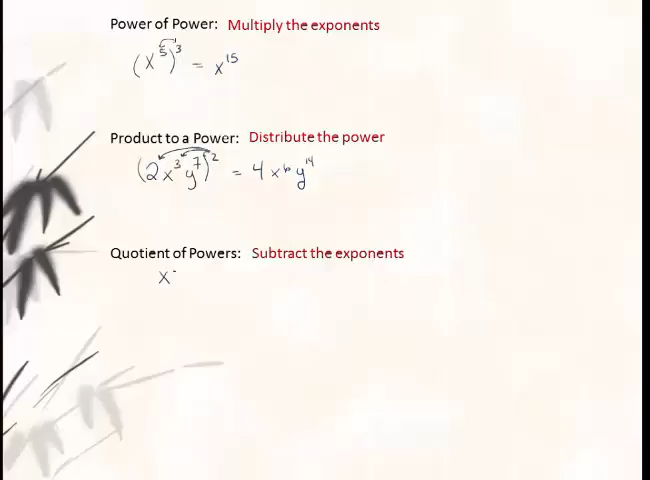 Power of Power: Multiply the exponents
(x⁵)³ = x¹⁵
Product to a Power: Distribute the power
(2x³y⁷)² = 4x⁶y¹⁴
Quotient of Powers: Subtract the exponents
x